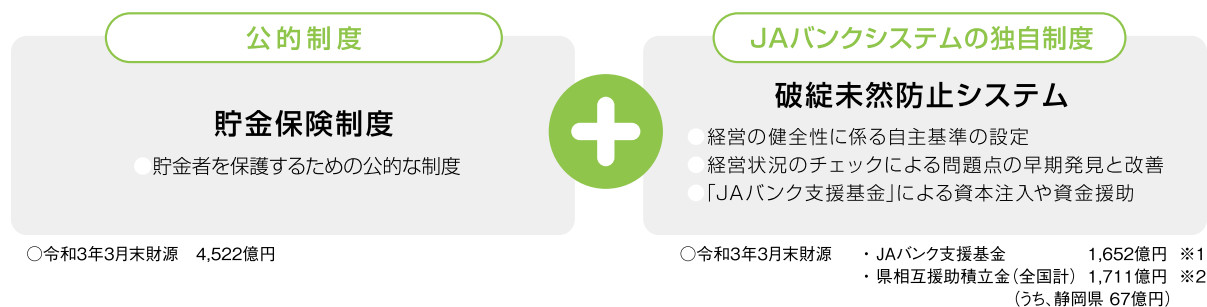 公的制度
貯金保険制度
●貯金者を保護するための公的な制度
○令和3年3月末財源 4,522億円
JAバンクシステムの独自制度
破綻未然防止システム
●経営の健全性に係る自主基準の設定
●経営状況のチェックによる問題点の早期発見と改善
●「JAバンク支援基金」による資本注入や資金援助
○令和3年3月末財源 ・JAバンク支援基金 1,652億円 ※1
・県相互援助積立金(全国計) 1,711億円 ※2
(うち、静岡県 67億円)